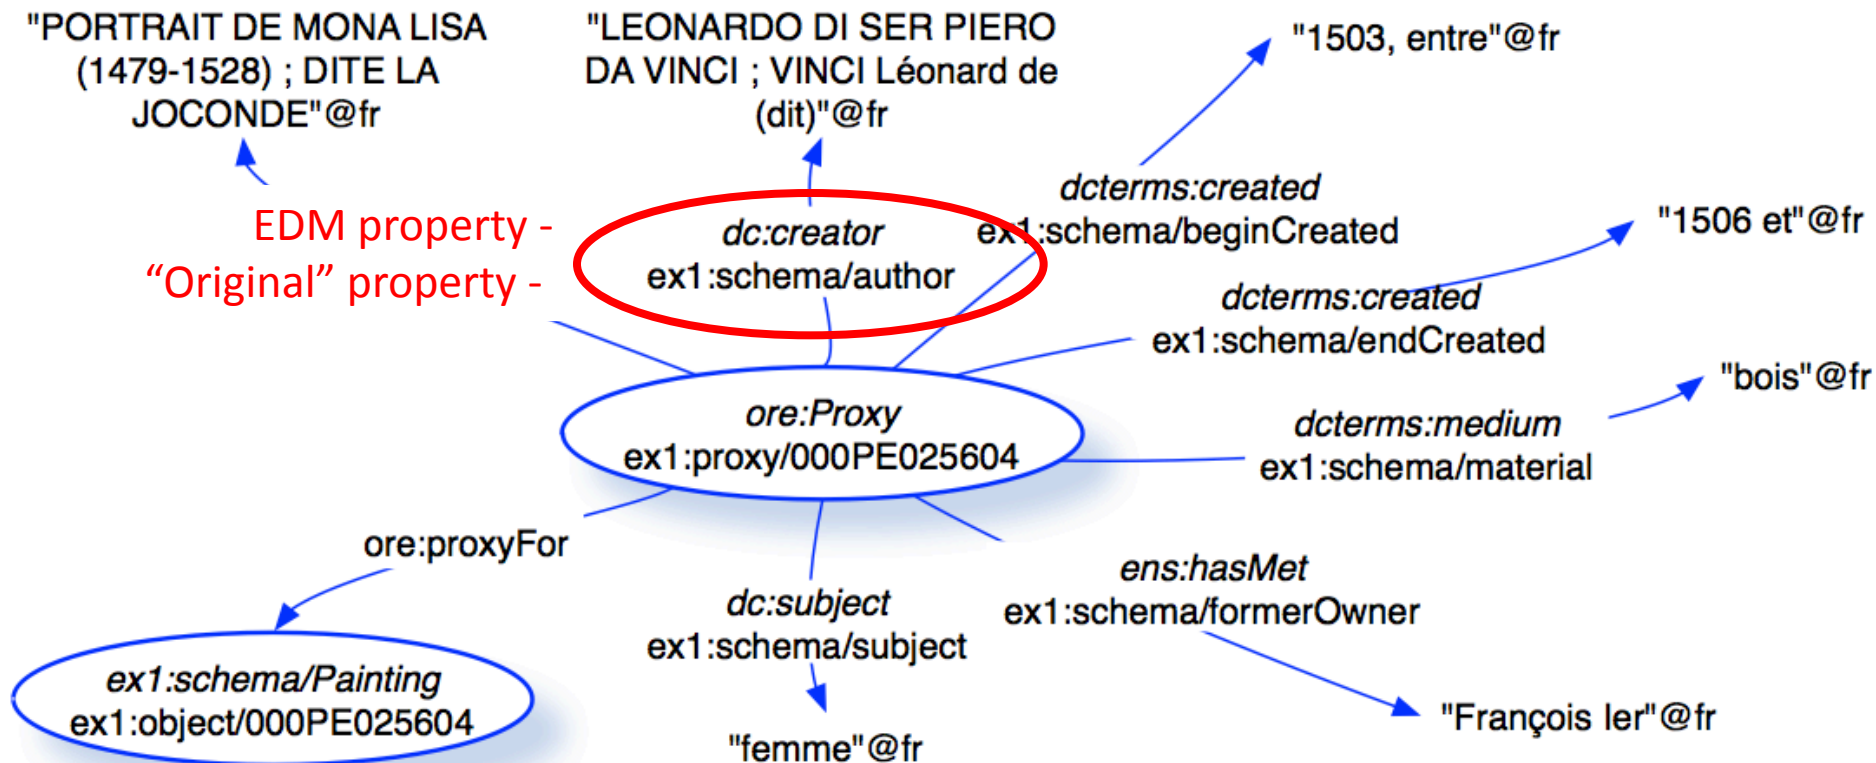 "PORTRAIT DE MONA LISA
(1479-1528) ; DITE LA
JOCONDE"@fr
"LEONARDO DI SER PIERO
DA VINCI ; VINCI Léonard de
(dit)"@fr
"1503, entre"@fr
EDM property -
"Original" property -
dc:creator
ex1:schema/author
dcterms:created
ex1:schema/beginCreated
"1506 et"@fr
dcterms:created
ex1:schema/endCreated
"bois"@fr
ore:Proxy
ex1:proxy/000PE025604
dcterms:medium
ex1:schema/material
ore:proxyFor
ex1:schema/Painting
ex1:object/000PE025604
dc:subject
ex1:schema/subject
"femme"@fr
ens:hasMet
ex1:schema/formerOwner
"François Ier"@fr